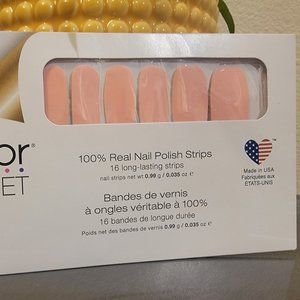 or®
ET
100% Real Nail Polish Strips
16 long-lasting strips
nail strips net wt 0.99 g / 0.035 oz ℮
Bandes de vernis
à ongles véritable à 100%
16 bandes de longue durée
Poids net des bandes de vernis 0.99 g / 0.035 oz ℮
Made in USA
Fabriquées aux
ÉTATS-UNIS